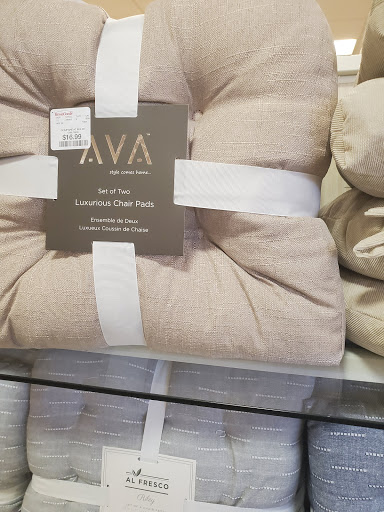 $16.99
AVA
style comes home...
Set of Two
Luxurious Chair Pads
Ensemble de Deux
Luxueux Coussin de Chaise
AL FRESCO